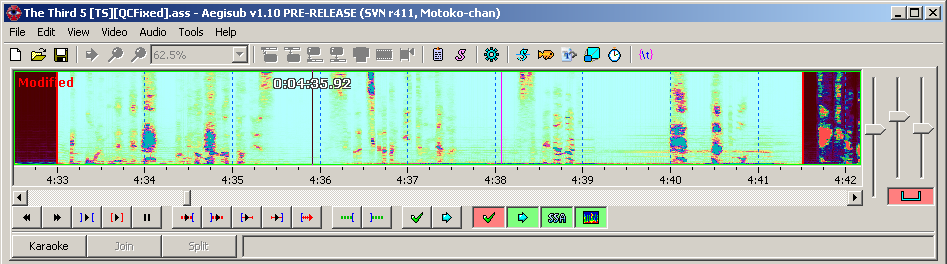 The Third 5 [TS][QCFixed].ass - Aegisub v1.10 PRE-RELEASE (SVN r411, Motoko-chan)
File Edit View Video Audio Tools Help
62.5% {\t}
Modified 0:04:35.92
4:33 4:34 4:35 4:36 4:37 4:38 4:39 4:40 4:41 4:42
SSA
Karaoke Join Split